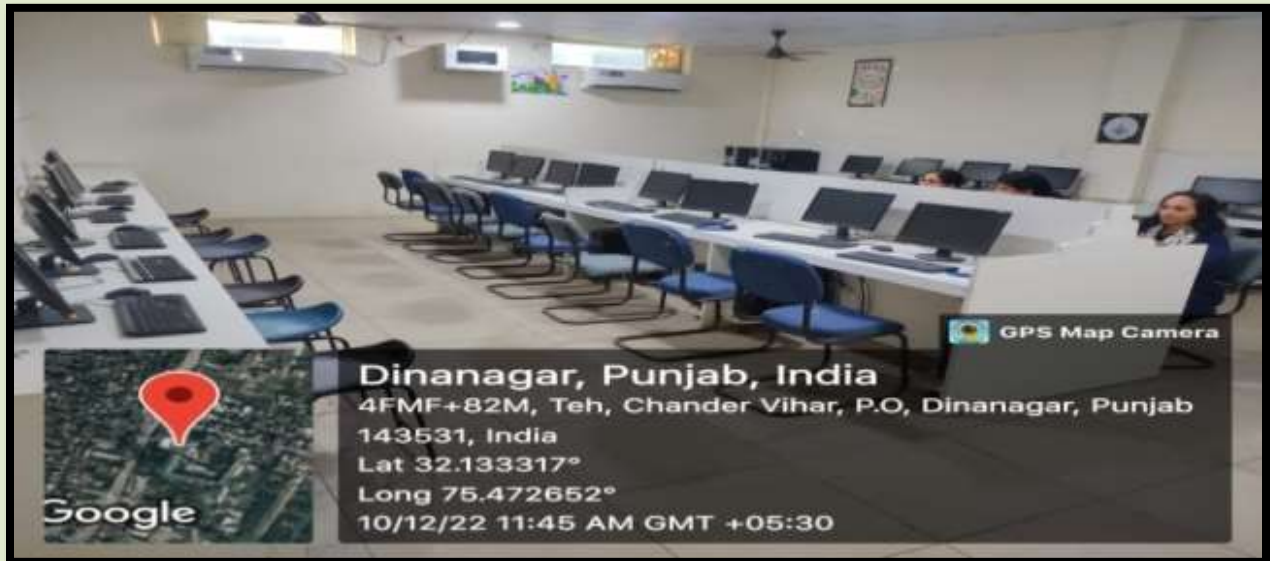 GPS Map Camera
Dinanagar, Punjab, India
4FMF+82M, Teh, Chander Vihar, P.O, Dinanagar, Punjab
143531, India
Lat 32.133317°
Long 75.472652°
10/12/22 11:45 AM GMT +05:30
Google